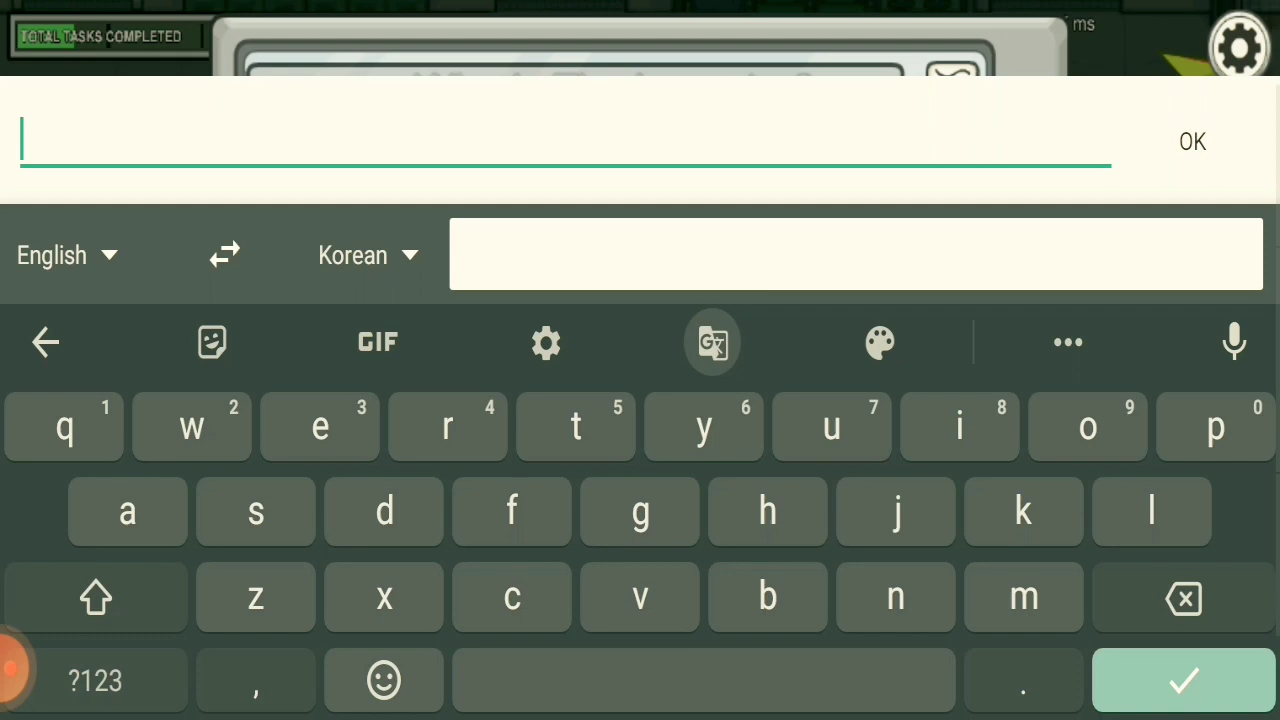 TOTAL TASKS COMPLETED
ms
OK
English
Korean
GIF
q 1 w 2 e 3 r 4 t 5 y 6 u 7 i 8 o 9 p 0
a s d f g h j k l
z x c v b n m
?123 , .